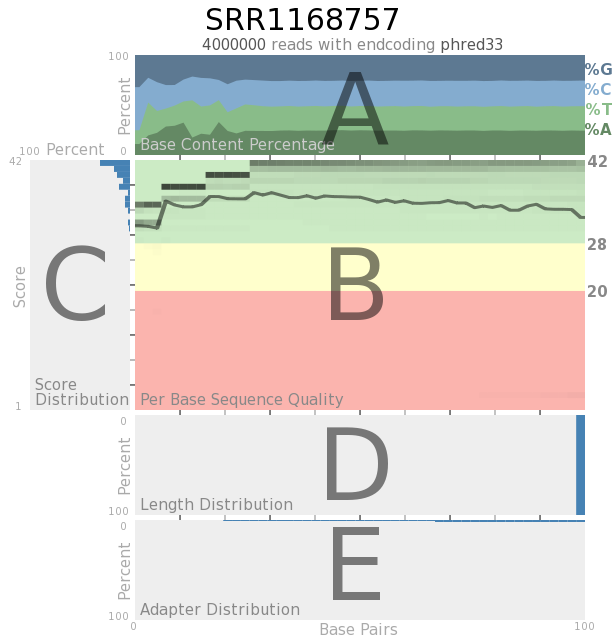 SRR1168757
4000000 reads with endcoding phred33
100
Percent
0
A
Base Content Percentage
%G
%C
%T
%A
100 Percent 0
42
Score
1
C
Score
Distribution
B
Per Base Sequence Quality
42
28
20
0
Percent
100
D
Length Distribution
0
Percent
100
E
Adapter Distribution
0
Base Pairs
100